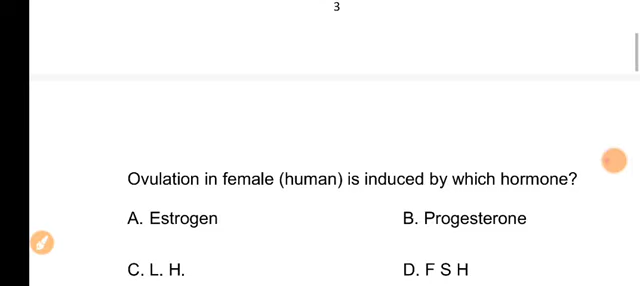 3
Ovulation in female (human) is induced by which hormone?
A. Estrogen B. Progesterone
C. L. H. D. F S H